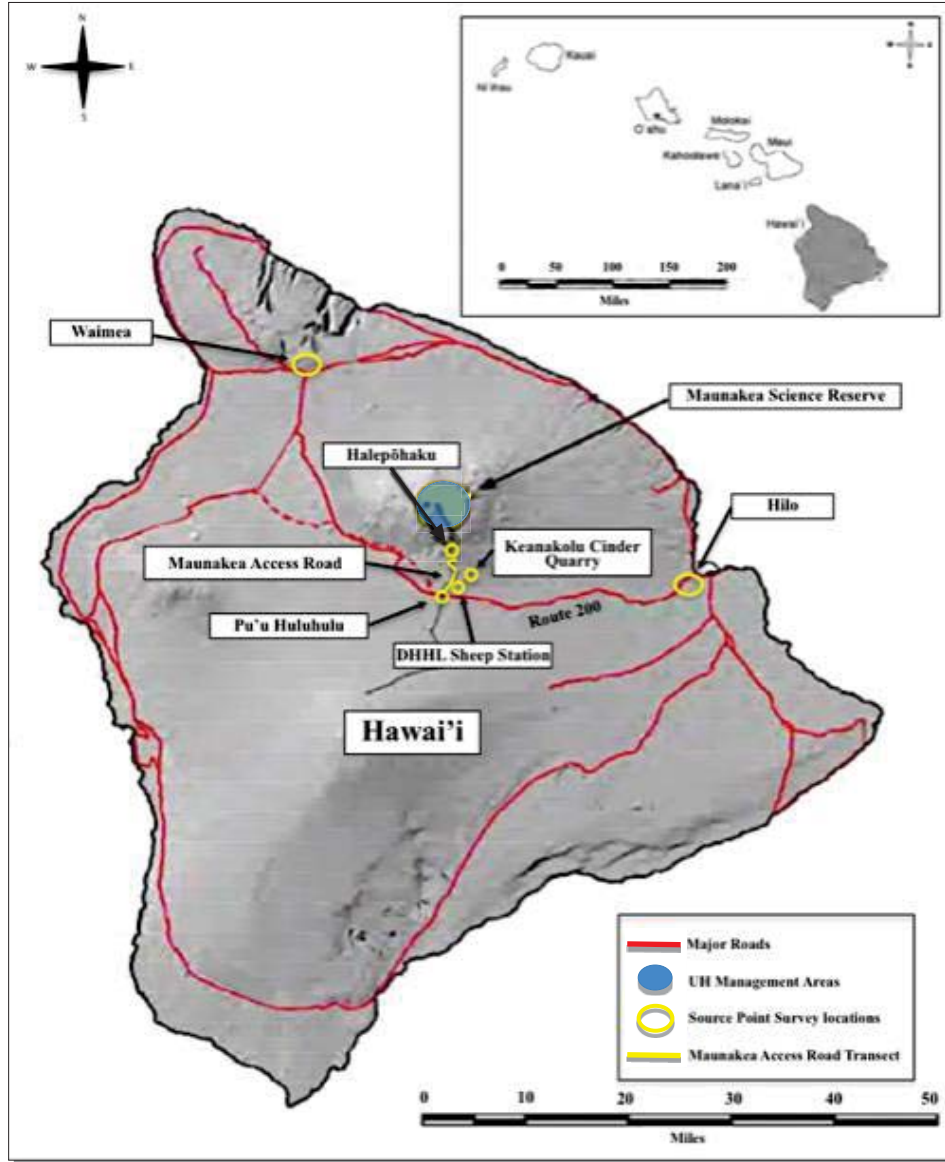 N
W
E
S
N
W
E
S
Kauai
Ni'ihau
O'ahu
Molokai
Maui
Kahoolawe
Lana'i
Hawai'i
0 50 100 150 200
Miles
Waimea
Maunakea Science Reserve
Halepōhaku
Hilo
Keanakolu Cinder
Quarry
Maunakea Access Road
Route 200
Pu'u Huluhulu
DHHL Sheep Station
Hawai'i
Major Roads
UH Management Areas
Source Point Survey locations
Maunakea Access Road Transect
0 10 20 30 40 50
Miles